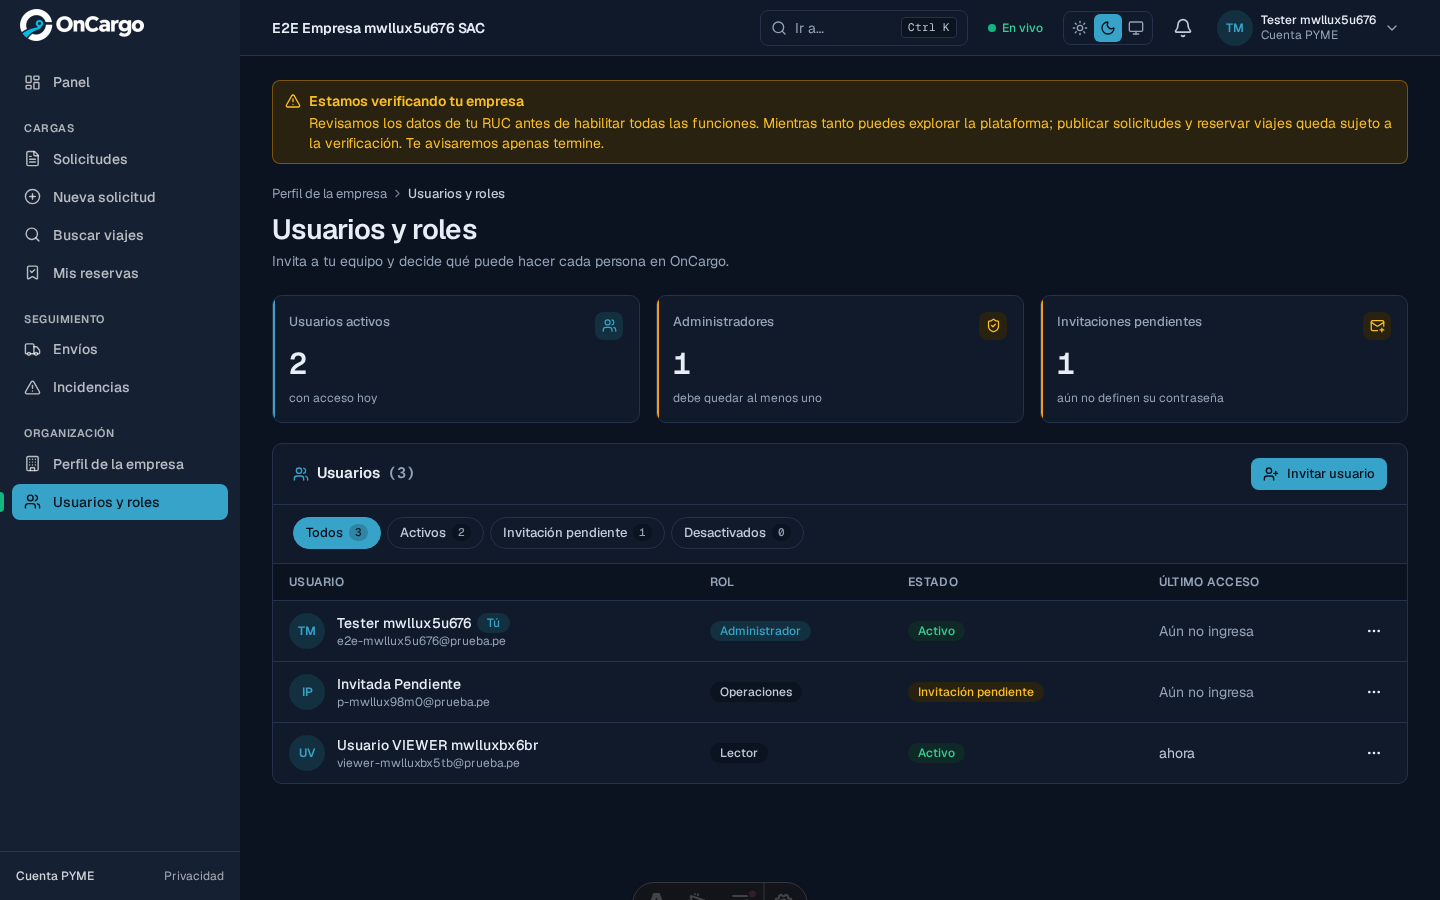 OnCargo
E2E Empresa mwllux5u676 SAC
Ir a...
Ctrl K
En vivo
TM
Tester mwllux5u676
Cuenta PYME
Panel
CARGAS
Solicitudes
Nueva solicitud
Buscar viajes
Mis reservas
SEGUIMIENTO
Envíos
Incidencias
ORGANIZACIÓN
Perfil de la empresa
Usuarios y roles
Cuenta PYME
Privacidad
Estamos verificando tu empresa
Revisamos los datos de tu RUC antes de habilitar todas las funciones. Mientras tanto puedes explorar la plataforma; publicar solicitudes y reservar viajes queda sujeto a
la verificación. Te avisaremos apenas termine.
Perfil de la empresa > Usuarios y roles
Usuarios y roles
Invita a tu equipo y decide qué puede hacer cada persona en OnCargo.
Usuarios activos
2
con acceso hoy
Administradores
1
debe quedar al menos uno
Invitaciones pendientes
1
aún no definen su contraseña
Usuarios (3)
Invitar usuario
Todos 3
Activos 2
Invitación pendiente 1
Desactivados 0
USUARIO ROL ESTADO ÚLTIMO ACCESO
TM Tester mwllux5u676 Tú
e2e-mwllux5u676@prueba.pe
Administrador
Activo
Aún no ingresa
IP Invitada Pendiente
p-mwllux98m0@prueba.pe
Operaciones
Invitación pendiente
Aún no ingresa
UV Usuario VIEWER mwlluxbx6br
viewer-mwlluxbx5tb@prueba.pe
Lector
Activo
ahora